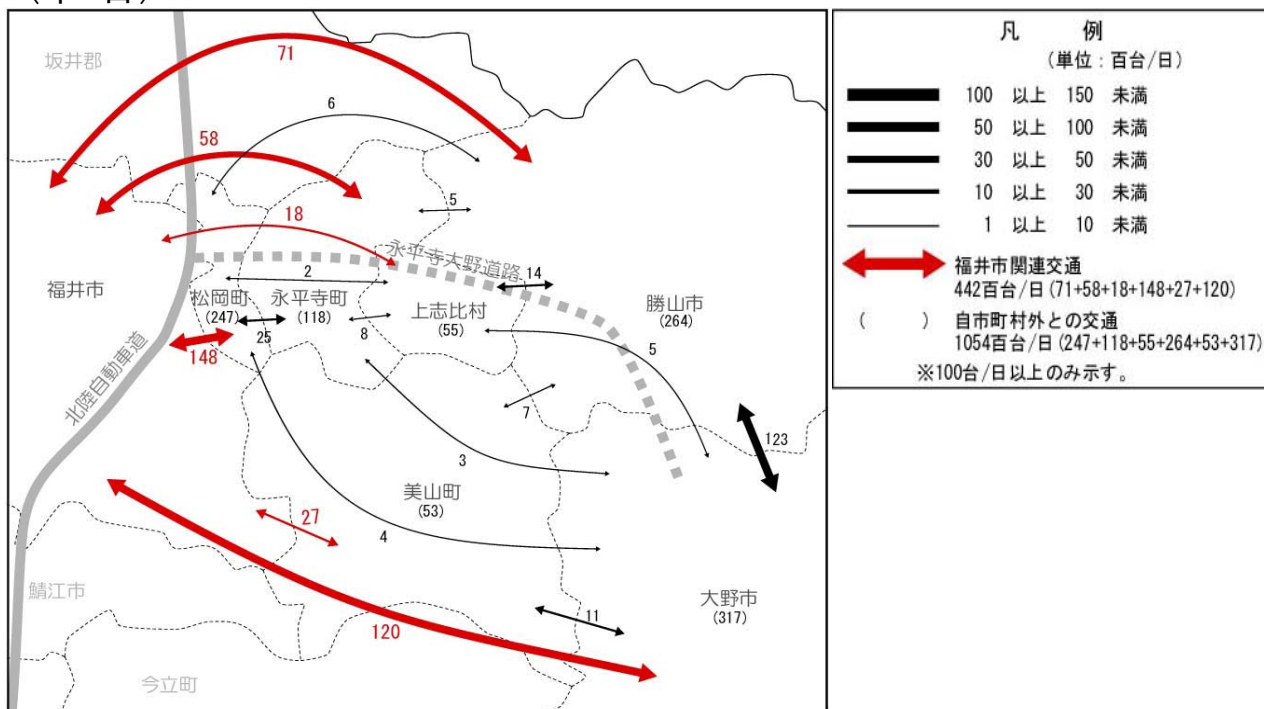 坂井郡
71
6
58
5
18
永平寺大野道路
14
2
福井市
松岡町
(247)
永平寺町
(118)
上志比村
(55)
勝山市
(264)
25
8
148
5
7
北陸自動車道
123
3
美山町
(53)
27
4
鯖江市
大野市
(317)
11
120
今立町
凡 例
(単位：百台/日)
100 以上 150 未満
50 以上 100 未満
30 以上 50 未満
10 以上 30 未満
1 以上 10 未満
福井市関連交通
442百台/日(71+58+18+148+27+120)
( ) 自市町村外との交通
1054百台/日(247+118+55+264+53+317)
※100台/日以上のみ示す。